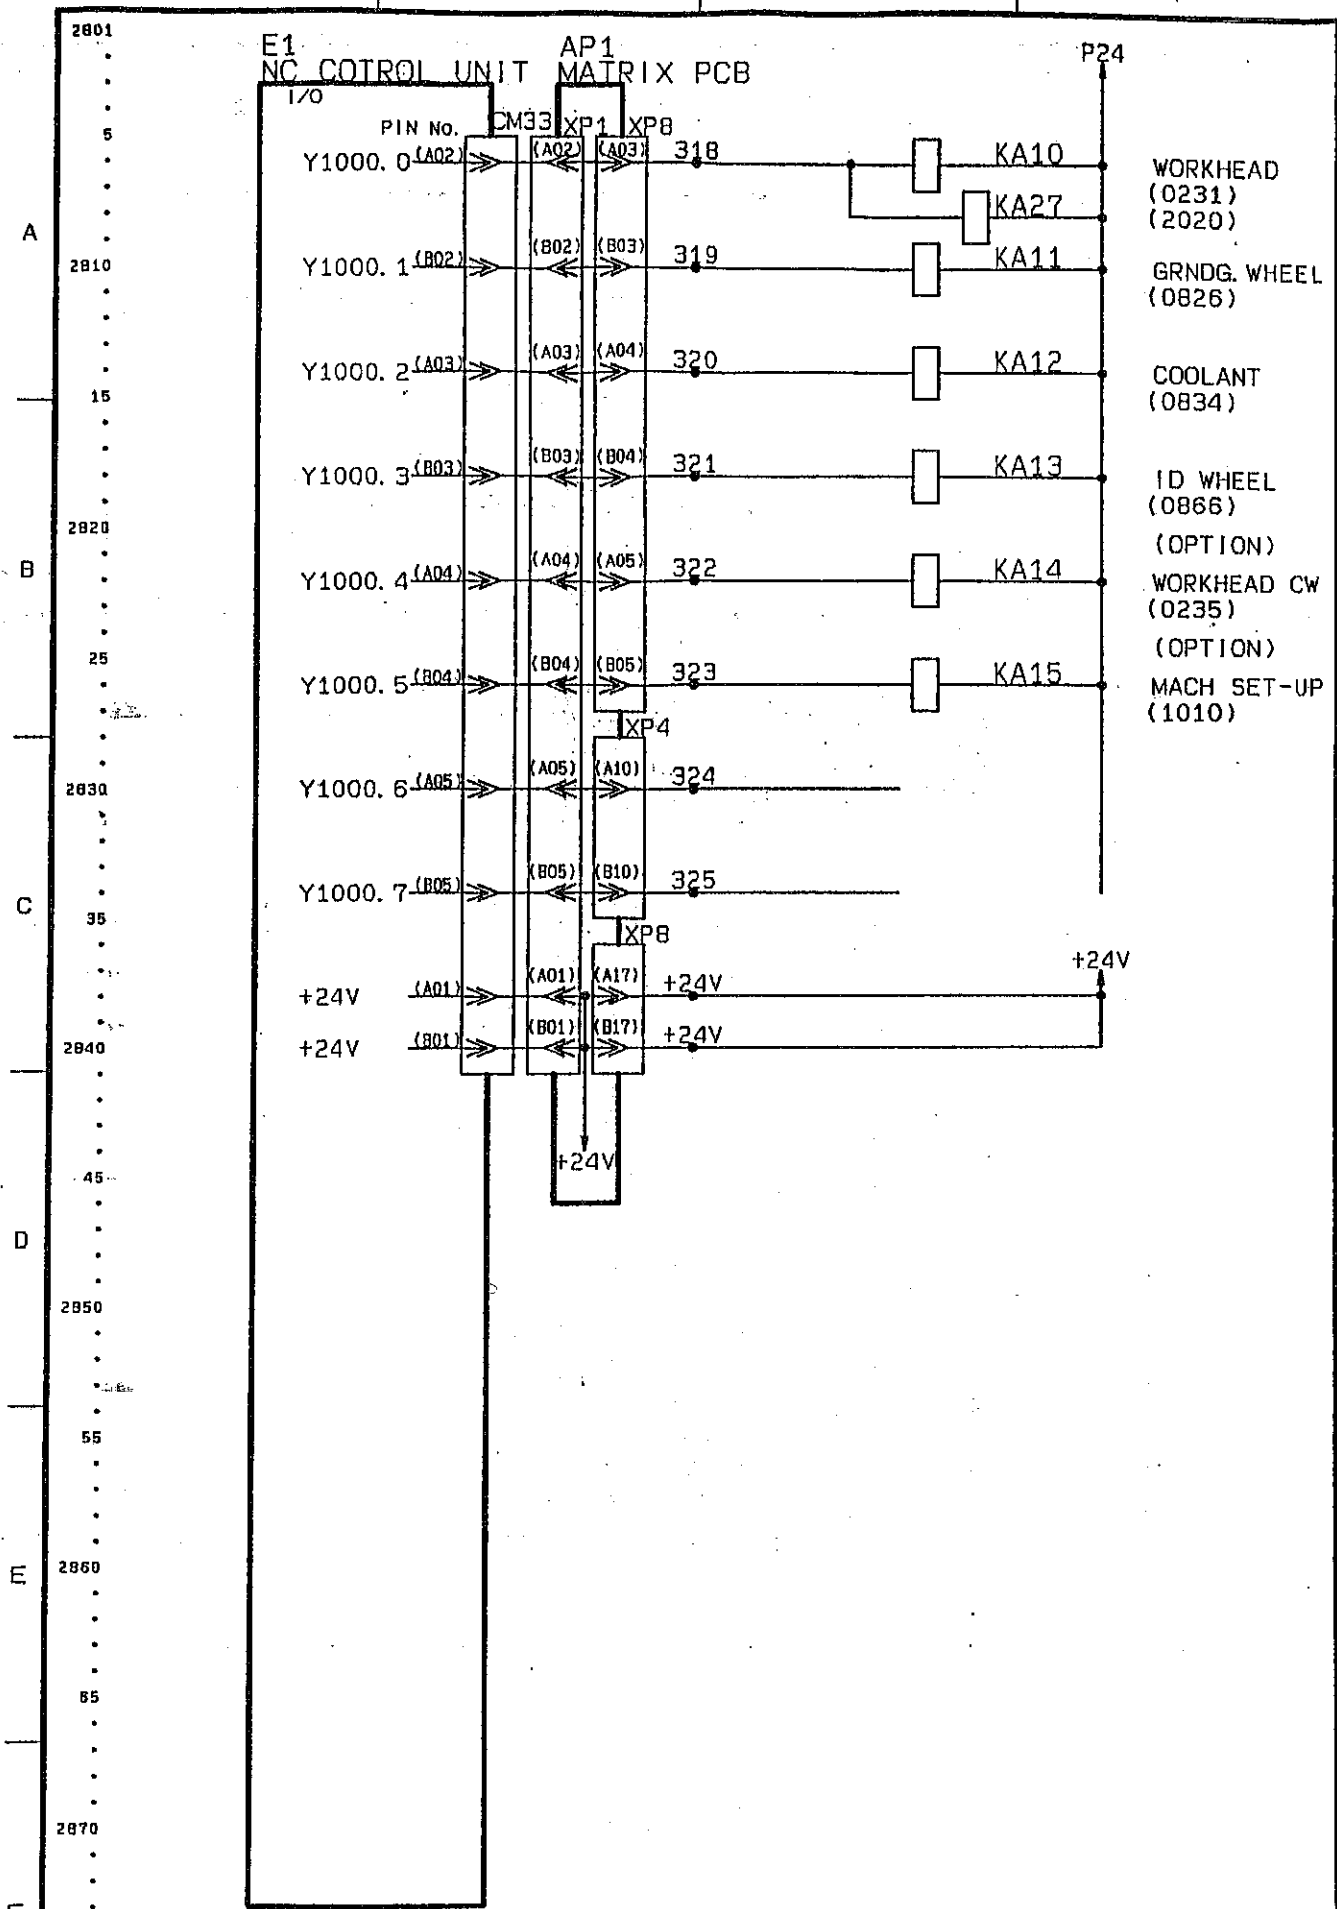 2801
E1
NC COTROL UNIT
AP1
MATRIX PCB
P24
I/O
PIN No.
CM33
XP1
XP8
5
Y1000.0 (A02) (A02) (A03) 318 KA10
WORKHEAD
(0231)
(2020)
KA27
A
2810
Y1000.1 (B02) (B02) (B03) 319 KA11
GRNDG. WHEEL
(0826)
Y1000.2 (A03) (A03) (A04) 320 KA12
COOLANT
(0834)
15
Y1000.3 (B03) (B03) (B04) 321 KA13
ID WHEEL
(0866)
(OPTION)
2820
B
Y1000.4 (A04) (A04) (A05) 322 KA14
WORKHEAD CW
(0235)
(OPTION)
25
Y1000.5 (B04) (B04) (B05) 323 KA15
MACH SET-UP
(1010)
XP4
2830
Y1000.6 (A05) (A05) (A10) 324
Y1000.7 (B05) (B05) (B10) 325
C
35
XP8
+24V
+24V (A01) (A01) (A17) +24V
2840
+24V (B01) (B01) (B17) +24V
+24V
45
D
2850
55
E
2860
65
2870